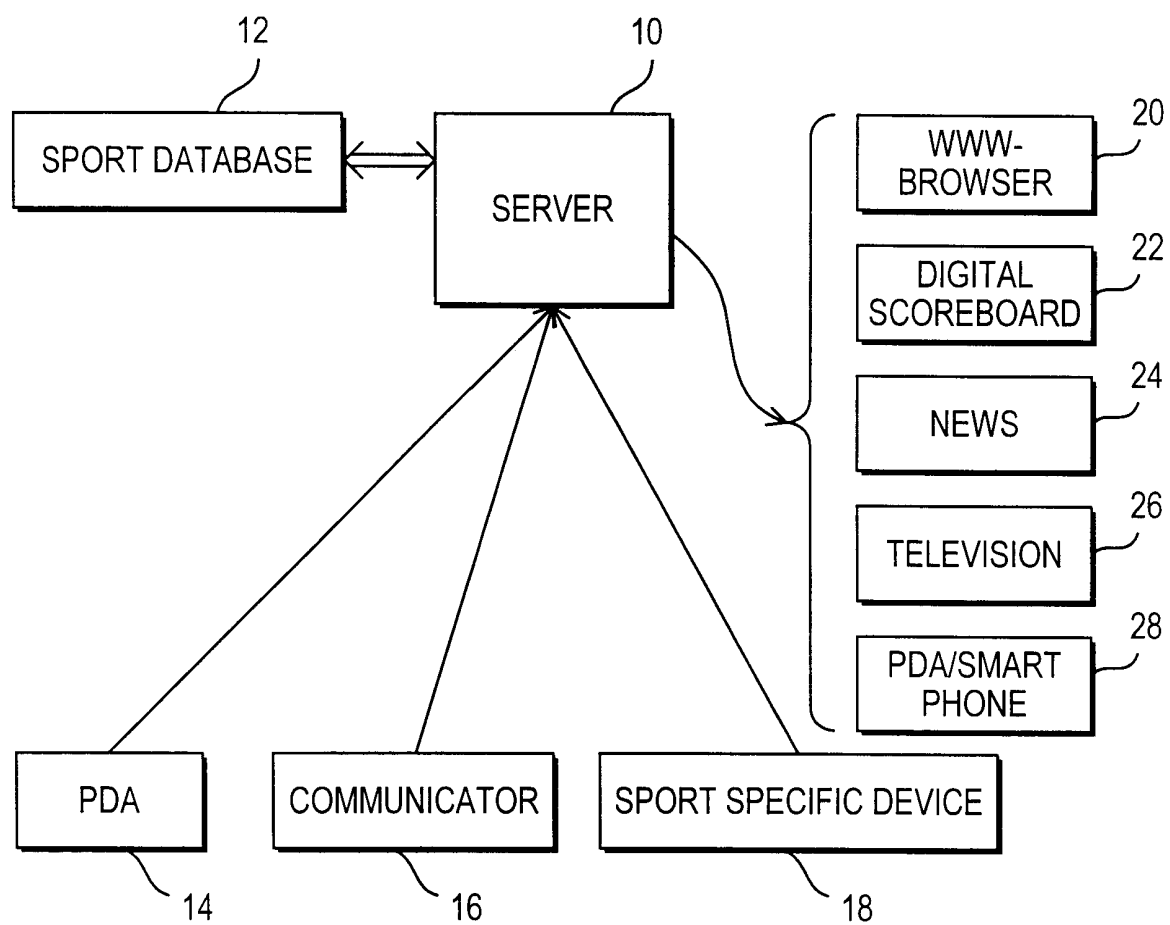 12
10
SPORT DATABASE
SERVER
20
WWW-
BROWSER
22
DIGITAL
SCOREBOARD
24
NEWS
26
TELEVISION
28
PDA/SMART
PHONE
PDA
COMMUNICATOR
SPORT SPECIFIC DEVICE
14
16
18